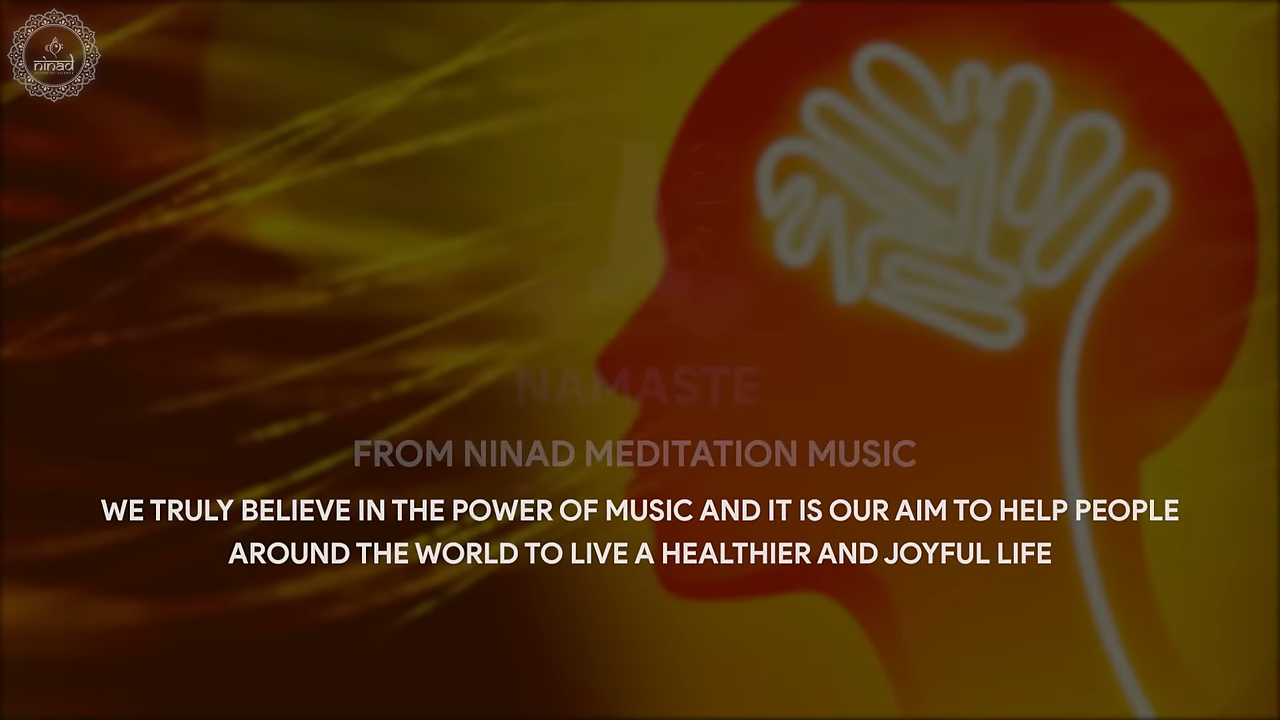 ninad
NAMASTE
FROM NINAD MEDITATION MUSIC
WE TRULY BELIEVE IN THE POWER OF MUSIC AND IT IS OUR AIM TO HELP PEOPLE
AROUND THE WORLD TO LIVE A HEALTHIER AND JOYFUL LIFE